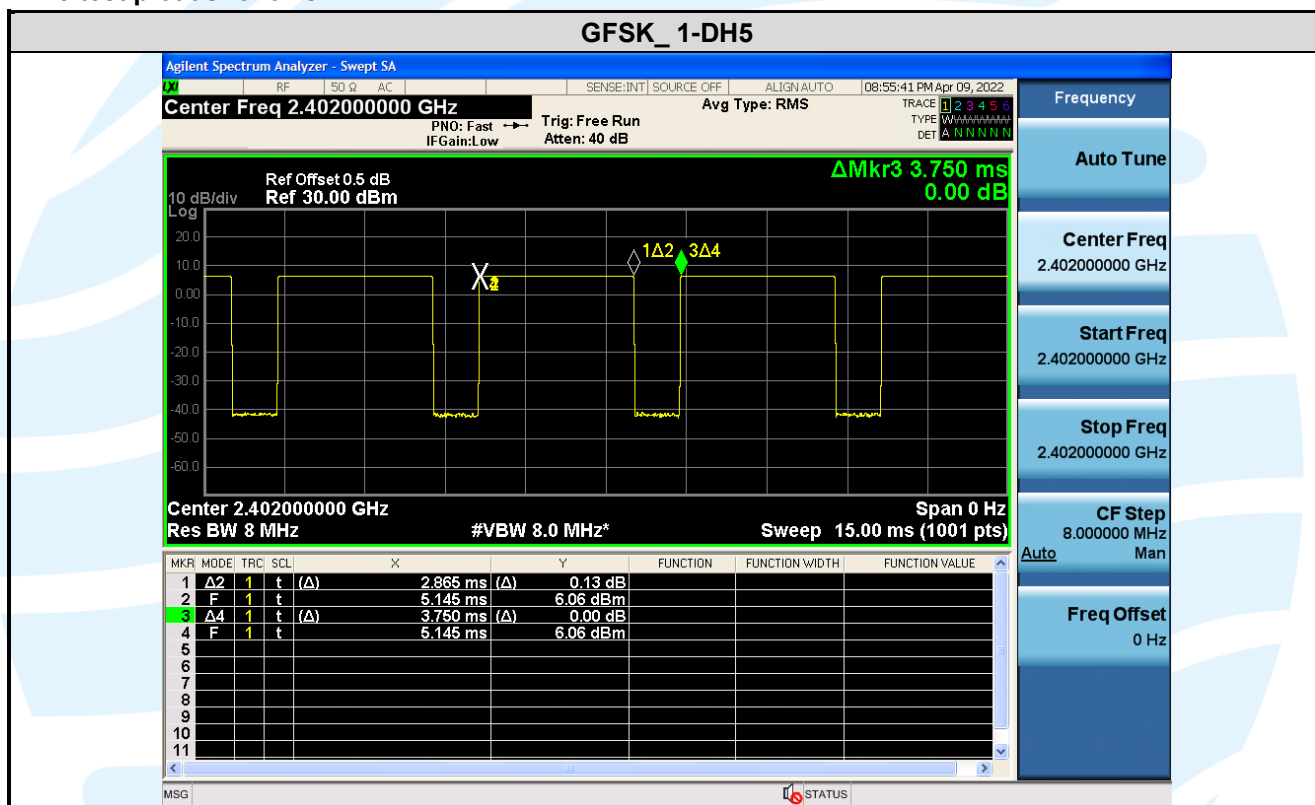 GFSK_ 1-DH5
Agilent Spectrum Analyzer - Swept SA
LXI RF 50 Ω AC SENSE:INT SOURCE OFF ALIGN AUTO 08:55:41 PM Apr 09, 2022
Center Freq 2.402000000 GHz
PNO: Fast
IFGain:Low
Trig: Free Run
Atten: 40 dB
Avg Type: RMS
TRACE 1 2 3 4 5 6
TYPE
DET A N N N N N
Frequency
Auto Tune
Center Freq
2.402000000 GHz
Start Freq
2.402000000 GHz
Stop Freq
2.402000000 GHz
CF Step
8.000000 MHz
Auto Man
Freq Offset
0 Hz
ΔMkr3 3.750 ms
0.00 dB
Ref Offset 0.5 dB
10 dB/div Ref 30.00 dBm
Log
20.0
10.0
0.00
-10.0
-20.0
-30.0
-40.0
-50.0
-60.0
1Δ2 3Δ4
Center 2.402000000 GHz Span 0 Hz
Res BW 8 MHz #VBW 8.0 MHz* Sweep 15.00 ms (1001 pts)
MKR MODE TRC SCL X Y FUNCTION FUNCTION WIDTH FUNCTION VALUE
1 Δ2 1 t (Δ) 2.865 ms (Δ) 0.13 dB
2 F 1 t 5.145 ms 6.06 dBm
3 Δ4 1 t (Δ) 3.750 ms (Δ) 0.00 dB
4 F 1 t 5.145 ms 6.06 dBm
5
6
7
8
9
10
11
MSG STATUS